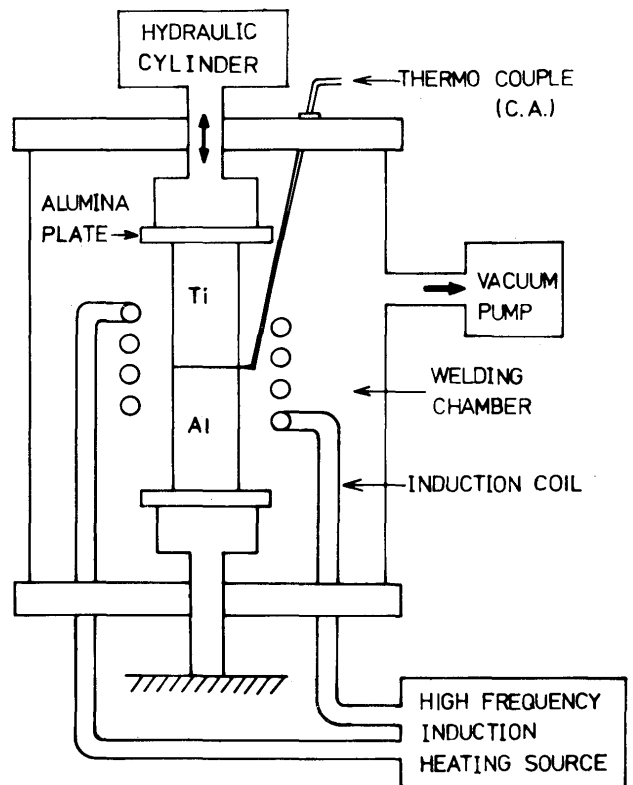 HYDRAULIC
CYLINDER
THERMO COUPLE
(C.A.)
ALUMINA
PLATE
Ti
VACUUM
PUMP
WELDING
CHAMBER
Al
INDUCTION COIL
HIGH FREQUENCY
INDUCTION
HEATING SOURCE